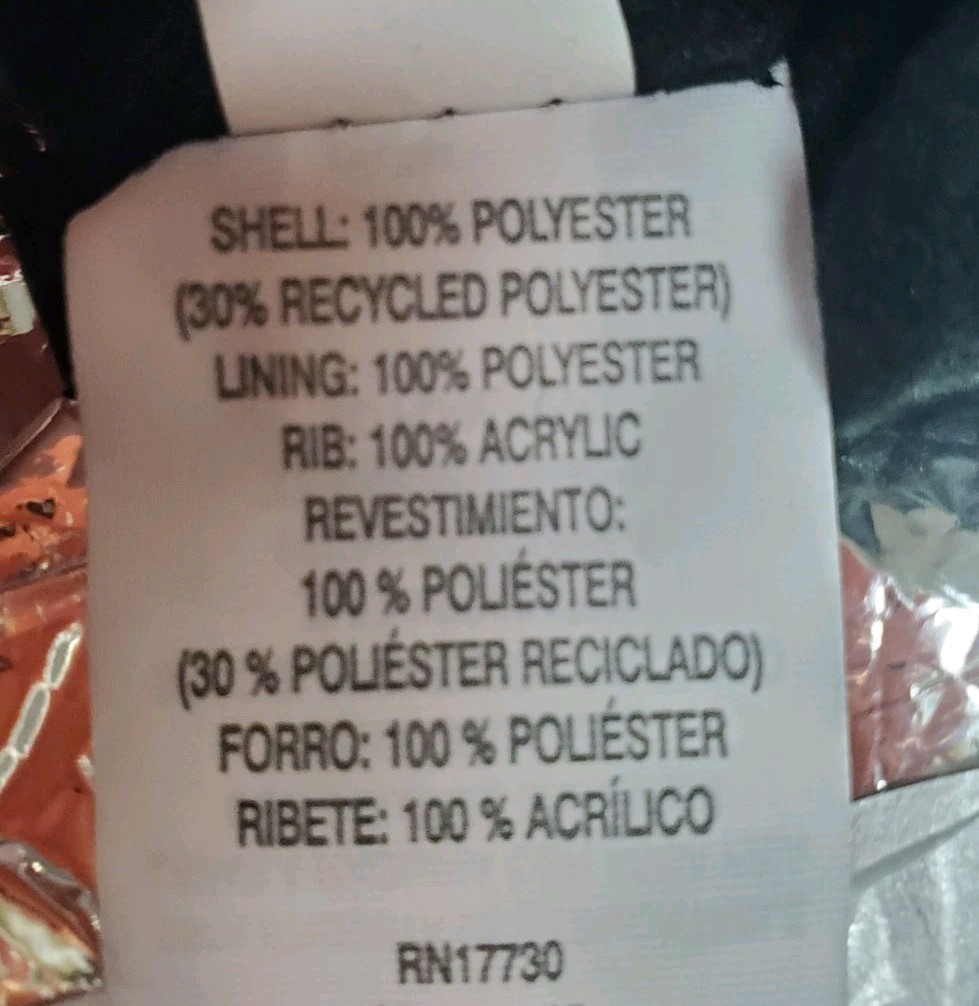 SHELL: 100% POLYESTER
(30% RECYCLED POLYESTER)
LINING: 100% POLYESTER
RIB: 100% ACRYLIC
REVESTIMIENTO:
100 % POLIÉSTER
(30 % POLIÉSTER RECICLADO)
FORRO: 100 % POLIÉSTER
RIBETE: 100 % ACRÍLICO
RN17730